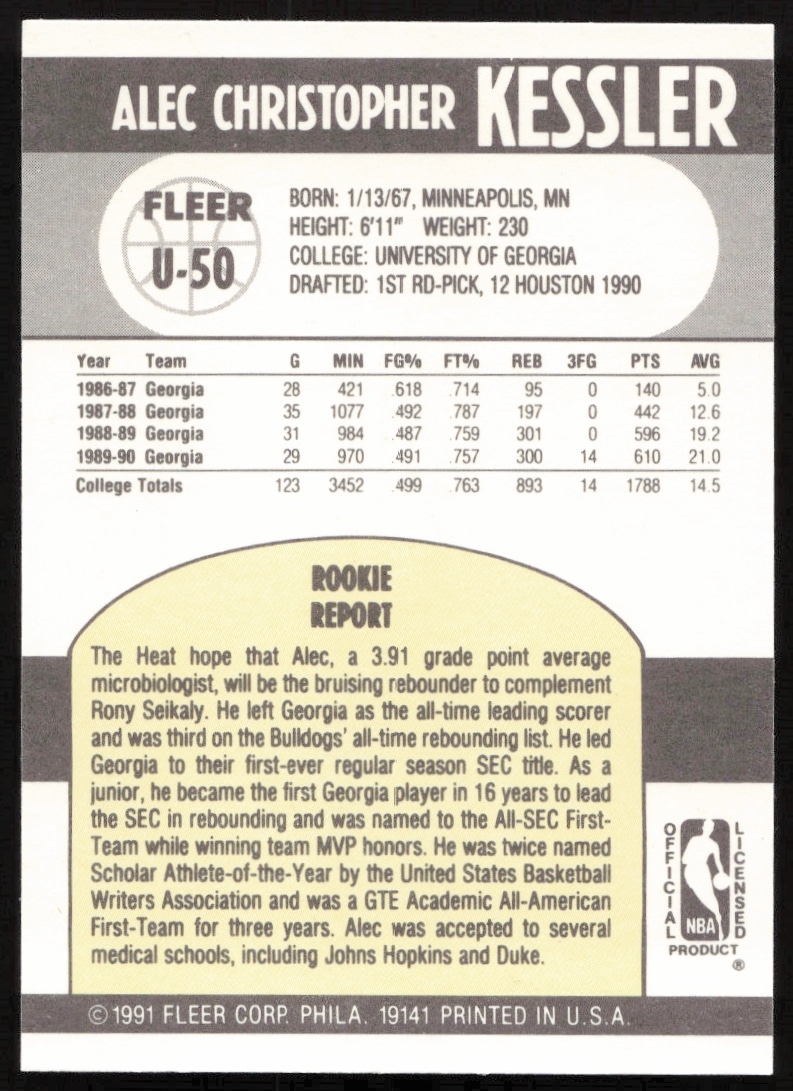 ALEC CHRISTOPHER KESSLER
FLEER
U-50
BORN: 1/13/67, MINNEAPOLIS, MN
HEIGHT: 6'11" WEIGHT: 230
COLLEGE: UNIVERSITY OF GEORGIA
DRAFTED: 1ST RD-PICK, 12 HOUSTON 1990
Year Team G MIN FG% FT% REB 3FG PTS AVG
1986-87 Georgia 28 421 .618 .714 95 0 140 5.0
1987-88 Georgia 35 1077 .492 .787 197 0 442 12.6
1988-89 Georgia 31 984 .487 .759 301 0 596 19.2
1989-90 Georgia 29 970 .491 .757 300 14 610 21.0
College Totals 123 3452 .499 .763 893 14 1788 14.5
ROOKIE
REPORT
The Heat hope that Alec, a 3.91 grade point average
microbiologist, will be the bruising rebounder to complement
Rony Seikaly. He left Georgia as the all-time leading scorer
and was third on the Bulldogs' all-time rebounding list. He led
Georgia to their first-ever regular season SEC title. As a
junior, he became the first Georgia player in 16 years to lead
the SEC in rebounding and was named to the All-SEC First-
Team while winning team MVP honors. He was twice named
Scholar Athlete-of-the-Year by the United States Basketball
Writers Association and was a GTE Academic All-American
First-Team for three years. Alec was accepted to several
medical schools, including Johns Hopkins and Duke.
OFFICIAL
LICENSED
NBA
PRODUCT
®
© 1991 FLEER CORP. PHILA. 19141 PRINTED IN U.S.A.